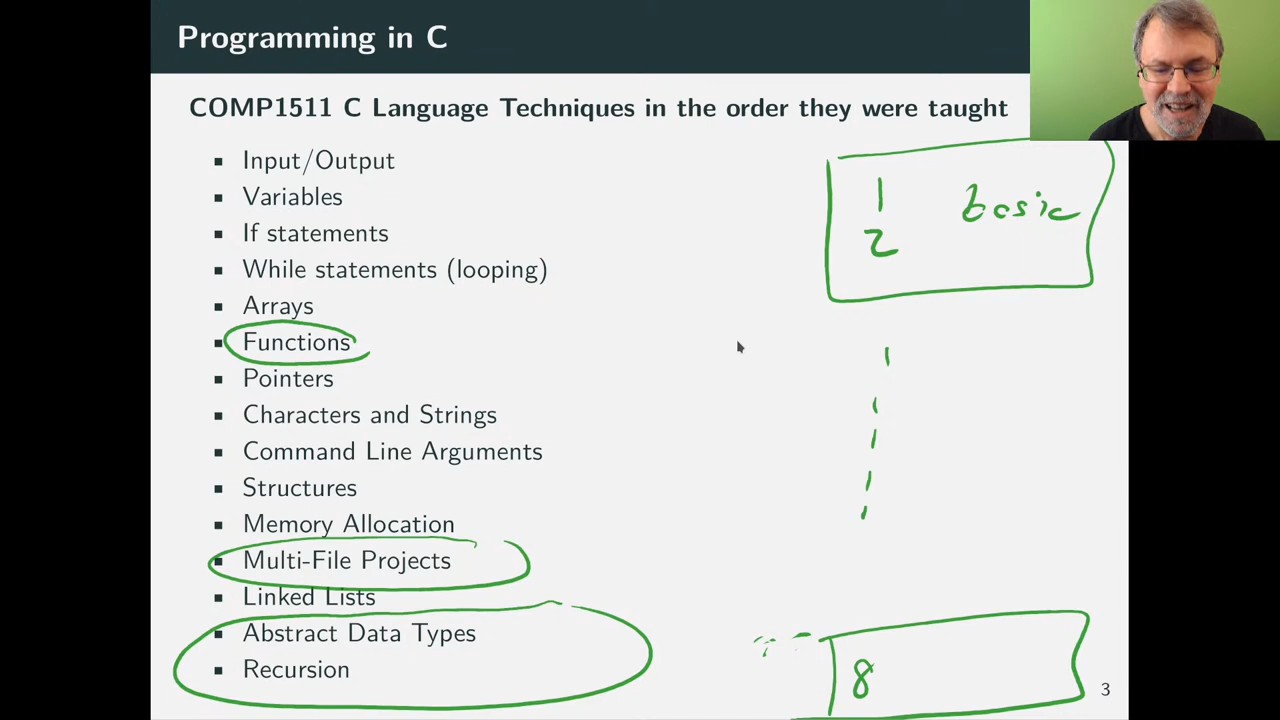 Programming in C
COMP1511 C Language Techniques in the order they were taught
▪ Input/Output
▪ Variables
▪ If statements
▪ While statements (looping)
▪ Arrays
▪ Functions
▪ Pointers
▪ Characters and Strings
▪ Command Line Arguments
▪ Structures
▪ Memory Allocation
▪ Multi-File Projects
▪ Linked Lists
▪ Abstract Data Types
▪ Recursion
1 basic
2
8
3